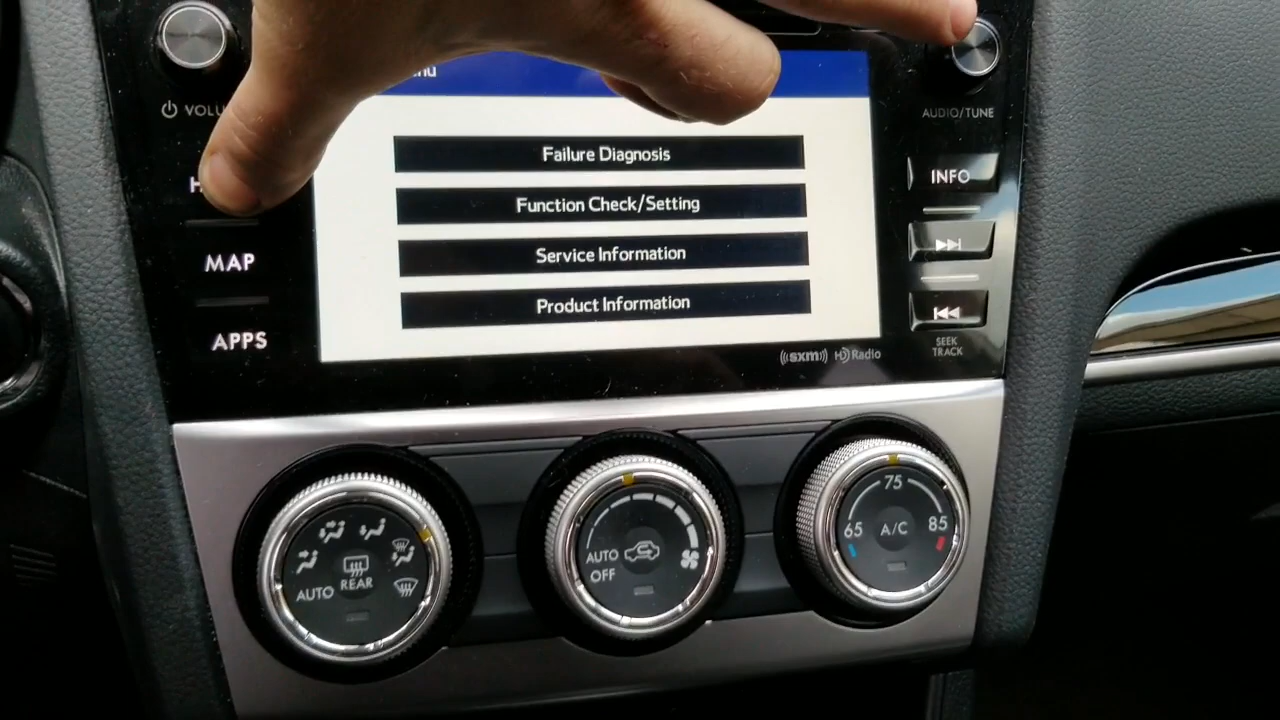 VOLU
AUDIO/TUNE
Failure Diagnosis
Function Check/Setting
Service Information
Product Information
INFO
MAP
APPS
SEEK
TRACK
((sxm)) HD Radio
AUTO
REAR
AUTO
OFF
75
65 A/C 85